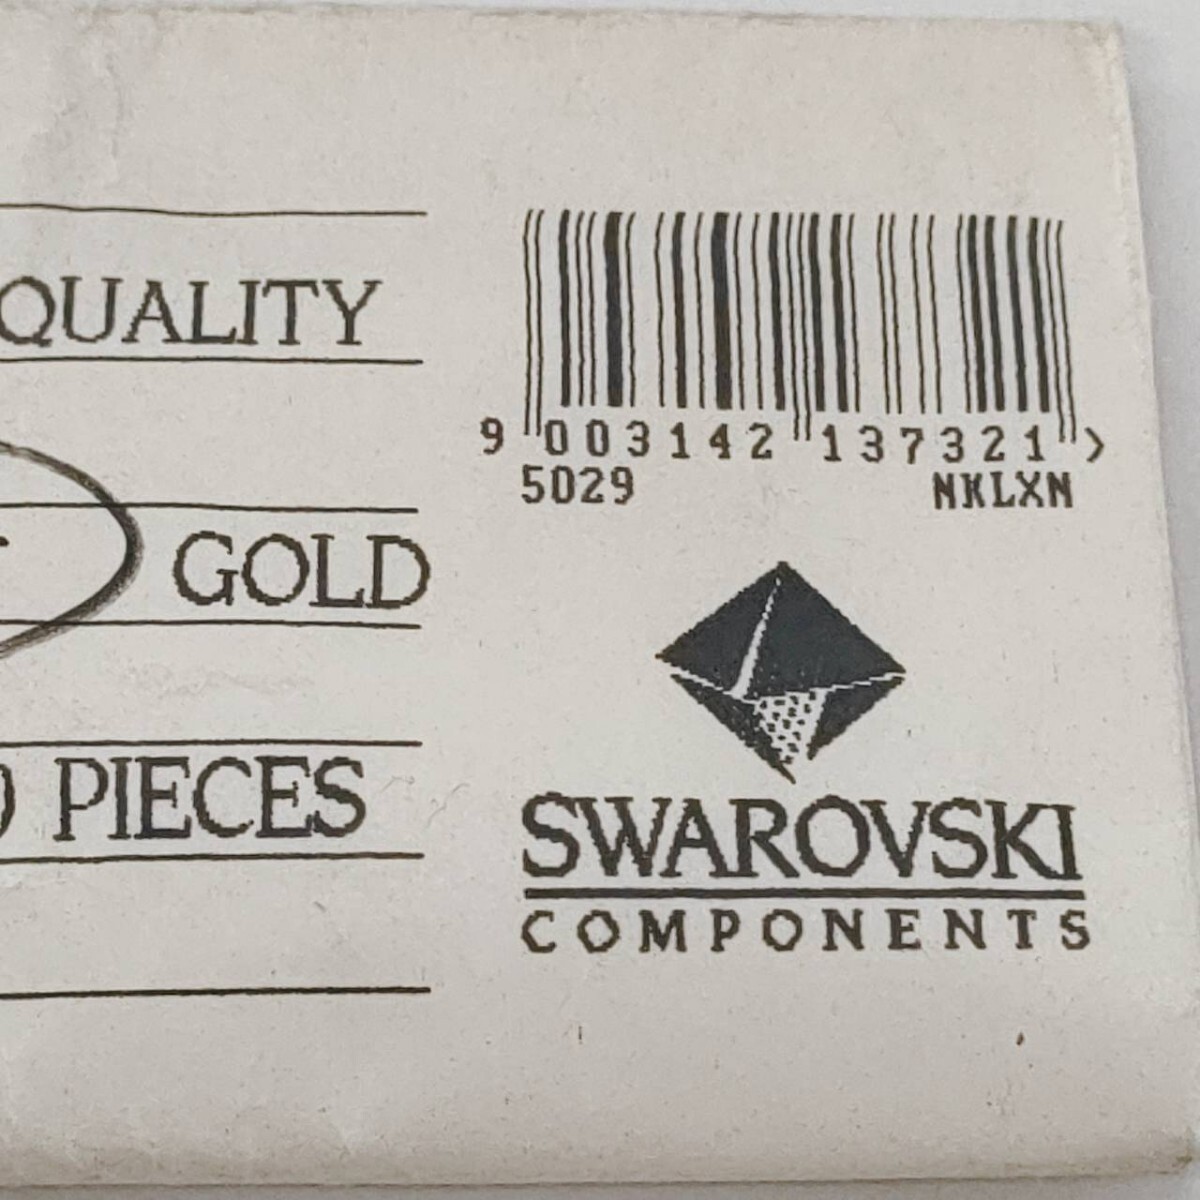 QUALITY
GOLD
PIECES
9 003142 137321 >
5029 NKLXN
SWAROVSKI
COMPONENTS